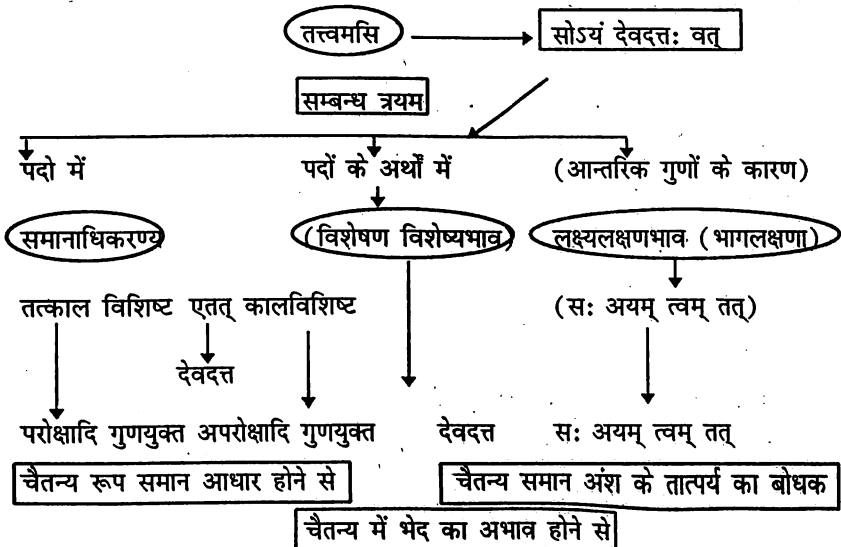 तत्त्वमसि सोऽयं देवदत्तः वत्
सम्बन्ध त्रयम
पदो में पदों के अर्थों में (आन्तरिक गुणों के कारण)
समानाधिकरण्य (विशेषण विशेष्यभाव) लक्ष्यलक्षणभाव (भागलक्षणा)
तत्काल विशिष्ट एतत् कालविशिष्ट (सः अयम् त्वम् तत्)
देवदत्त
परोक्षादि गुणयुक्त अपरोक्षादि गुणयुक्त देवदत्त सः अयम् त्वम् तत्
चैतन्य रूप समान आधार होने से चैतन्य समान अंश के तात्पर्य का बोधक
चैतन्य में भेद का अभाव होने से